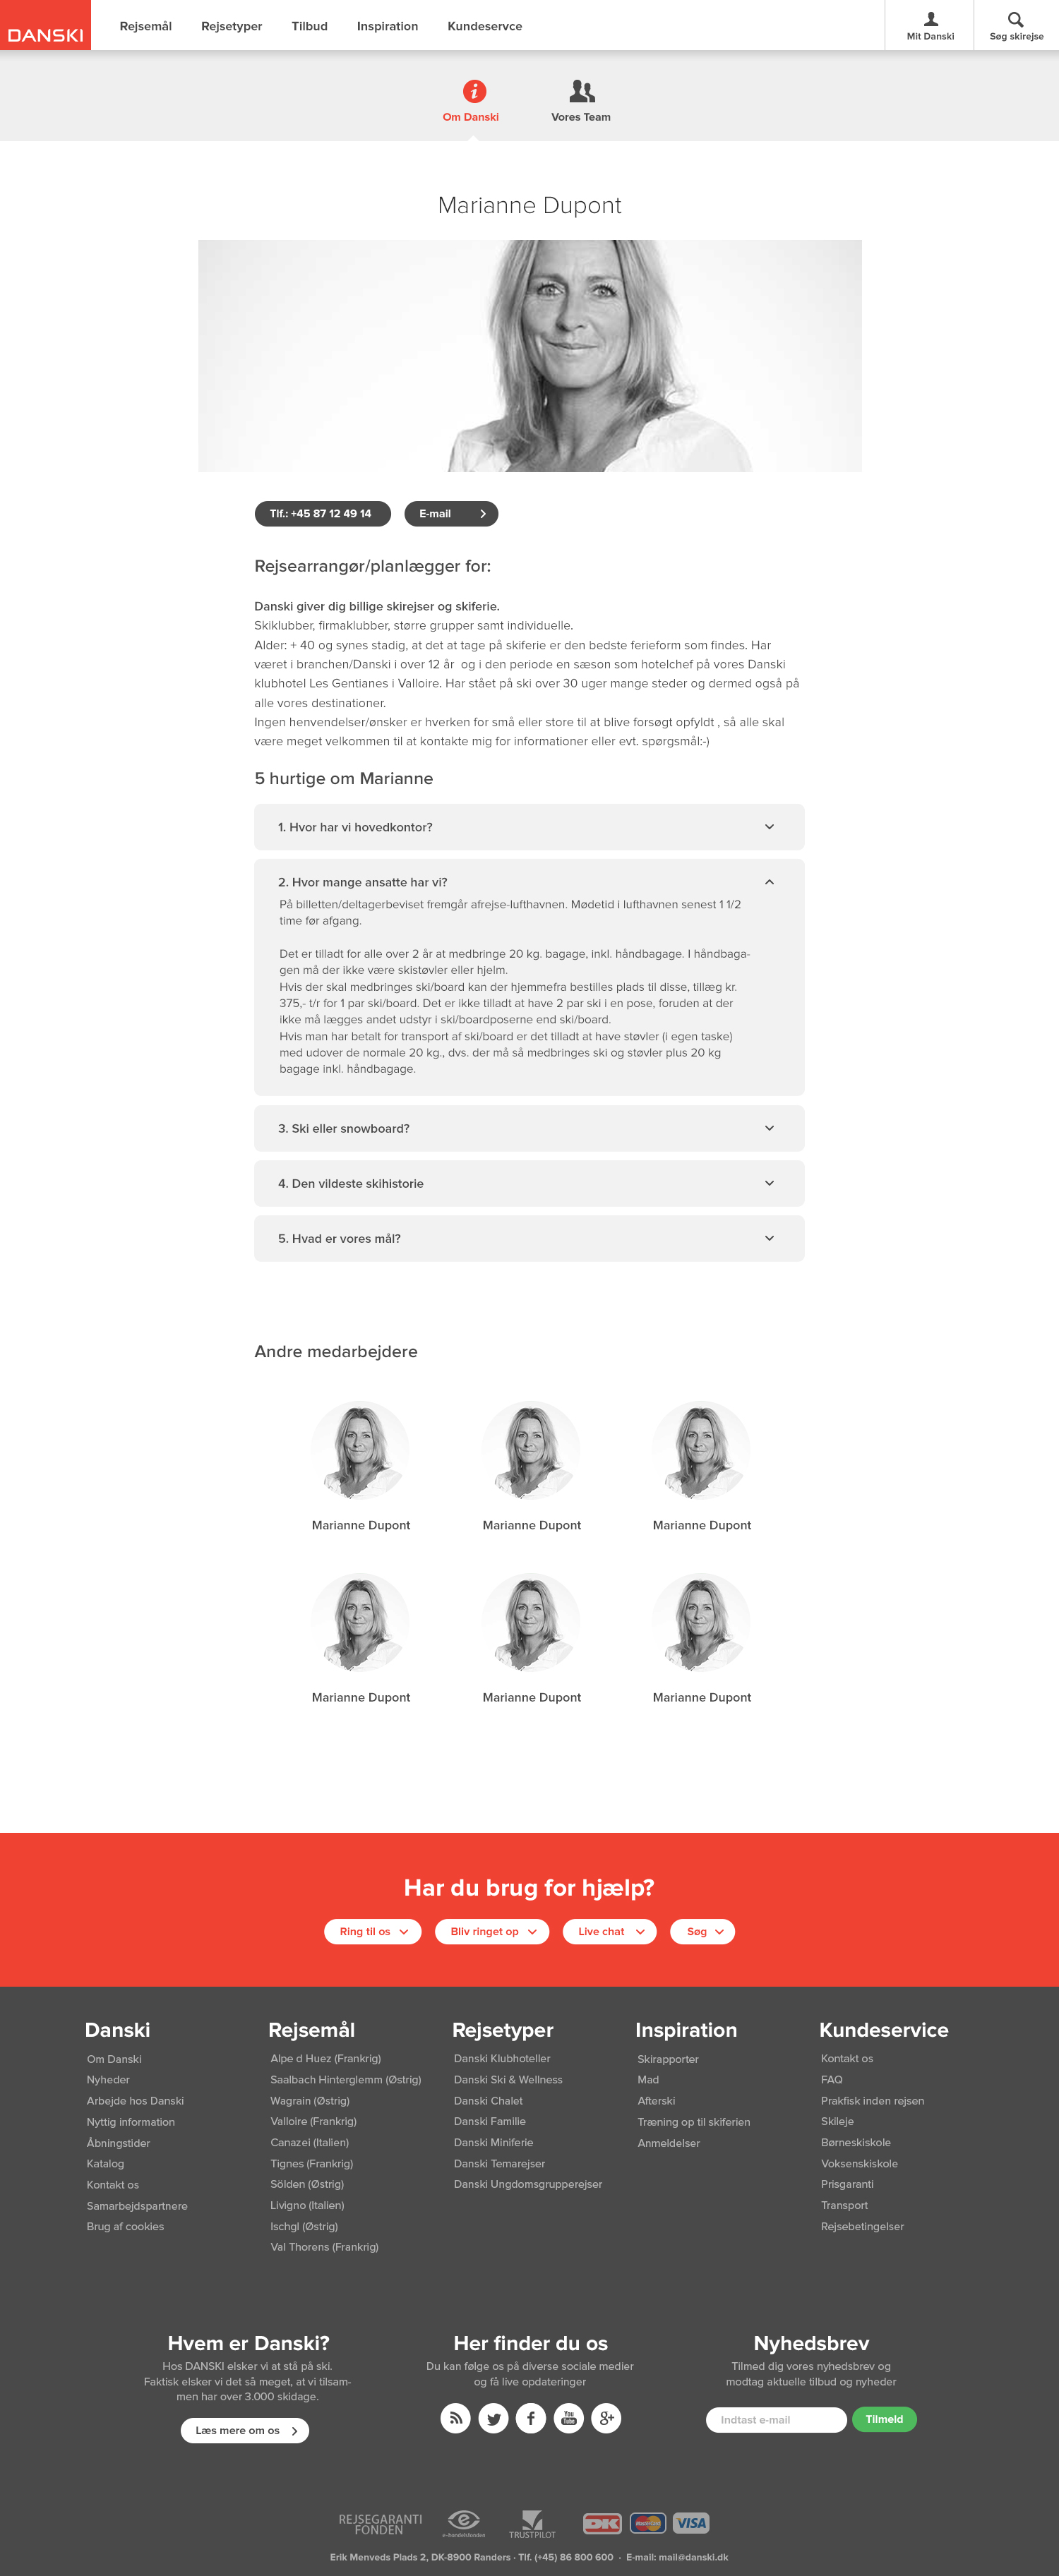 DANSKI
Rejsemål
Rejsetyper
Tilbud
Inspiration
Kundeservce
Mit Danski
Søg skirejse
Om Danski
Vores Team
Marianne Dupont
Tlf.: +45 87 12 49 14
E-mail
Rejsearrangør/planlægger for:
Danski giver dig billige skirejser og skiferie.
Skiklubber, firmaklubber, større grupper samt individuelle.
Alder: + 40 og synes stadig, at det at tage på skiferie er den bedste ferieform som findes. Har
været i branchen/Danski i over 12 år  og i den periode en sæson som hotelchef på vores Danski
klubhotel Les Gentianes i Valloire. Har stået på ski over 30 uger mange steder og dermed også på
alle vores destinationer.
Ingen henvendelser/ønsker er hverken for små eller store til at blive forsøgt opfyldt , så alle skal
være meget velkommen til at kontakte mig for informationer eller evt. spørgsmål:-)
5 hurtige om Marianne
1. Hvor har vi hovedkontor?
2. Hvor mange ansatte har vi?
På billetten/deltagerbeviset fremgår afrejse-lufthavnen. Mødetid i lufthavnen senest 1 1/2
time før afgang.
Det er tilladt for alle over 2 år at medbringe 20 kg. bagage, inkl. håndbagage. I håndbaga-
gen må der ikke være skistøvler eller hjelm.
Hvis der skal medbringes ski/board kan der hjemmefra bestilles plads til disse, tillæg kr.
375,- t/r for 1 par ski/board. Det er ikke tilladt at have 2 par ski i en pose, foruden at der
ikke må lægges andet udstyr i ski/boardposerne end ski/board.
Hvis man har betalt for transport af ski/board er det tilladt at have støvler (i egen taske)
med udover de normale 20 kg., dvs. der må så medbringes ski og støvler plus 20 kg
bagage inkl. håndbagage.
3. Ski eller snowboard?
4. Den vildeste skihistorie
5. Hvad er vores mål?
Andre medarbejdere
Marianne Dupont
Marianne Dupont
Marianne Dupont
Marianne Dupont
Marianne Dupont
Marianne Dupont
Har du brug for hjælp?
Ring til os
Bliv ringet op
Live chat
Søg
Danski
Om Danski
Nyheder
Arbejde hos Danski
Nyttig information
Åbningstider
Katalog
Kontakt os
Samarbejdspartnere
Brug af cookies
Rejsemål
Alpe d Huez (Frankrig)
Saalbach Hinterglemm (Østrig)
Wagrain (Østrig)
Valloire (Frankrig)
Canazei (Italien)
Tignes (Frankrig)
Sölden (Østrig)
Livigno (Italien)
Ischgl (Østrig)
Val Thorens (Frankrig)
Rejsetyper
Danski Klubhoteller
Danski Ski & Wellness
Danski Chalet
Danski Familie
Danski Miniferie
Danski Temarejser
Danski Ungdomsgrupperejser
Inspiration
Skirapporter
Mad
Afterski
Træning op til skiferien
Anmeldelser
Kundeservice
Kontakt os
FAQ
Prakfisk inden rejsen
Skileje
Børneskiskole
Voksenskiskole
Prisgaranti
Transport
Rejsebetingelser
Hvem er Danski?
Hos DANSKI elsker vi at stå på ski.
Faktisk elsker vi det så meget, at vi tilsam-
men har over 3.000 skidage.
Læs mere om os
Her finder du os
Du kan følge os på diverse sociale medier
og få live opdateringer
You
Tube
g+
Nyhedsbrev
Tilmed dig vores nyhedsbrev og
modtag aktuelle tilbud og nyheder
Indtast e-mail
Tilmeld
REJSEGARANTI
FONDEN
e-handelsfonden
TRUSTPILOT
DK
MasterCard
VISA
Erik Menveds Plads 2, DK-8900 Randers · Tlf. (+45) 86 800 600  ·  E-mail: mail@danski.dk